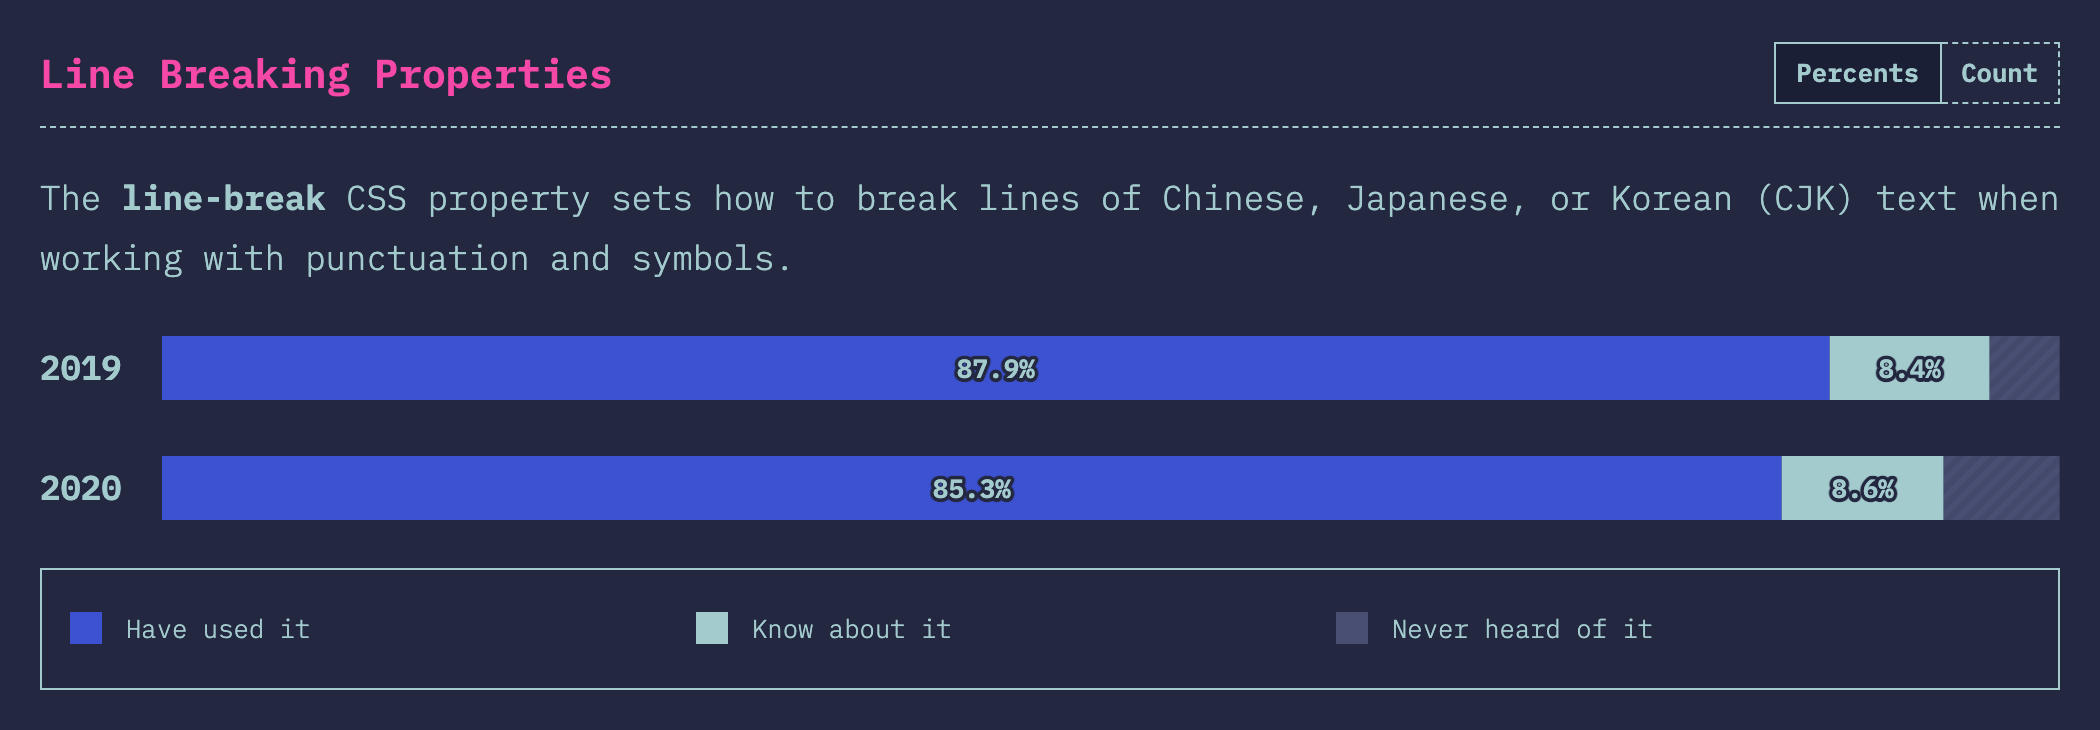 Line Breaking Properties
Percents Count
The line-break CSS property sets how to break lines of Chinese, Japanese, or Korean (CJK) text when
working with punctuation and symbols.
2019 87.9% 8.4%
2020 85.3% 8.6%
Have used it Know about it Never heard of it